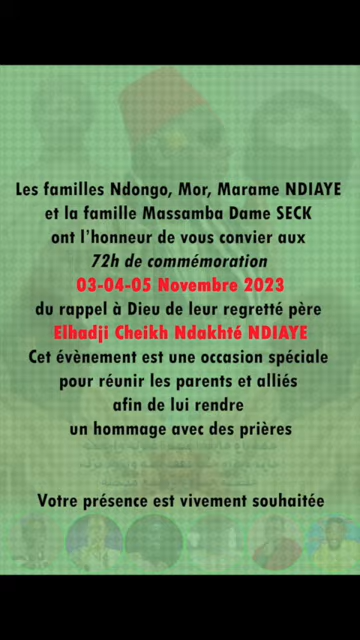 Les familles Ndongo, Mor, Marame NDIAYE
et la famille Massamba Dame SECK
ont l'honneur de vous convier aux
72h de commémoration
03-04-05 Novembre 2023
du rappel à Dieu de leur regretté père
Elhadji Cheikh Ndakhté NDIAYE
Cet évènement est une occasion spéciale
pour réunir les parents et alliés
afin de lui rendre
un hommage avec des prières
Votre présence est vivement souhaitée